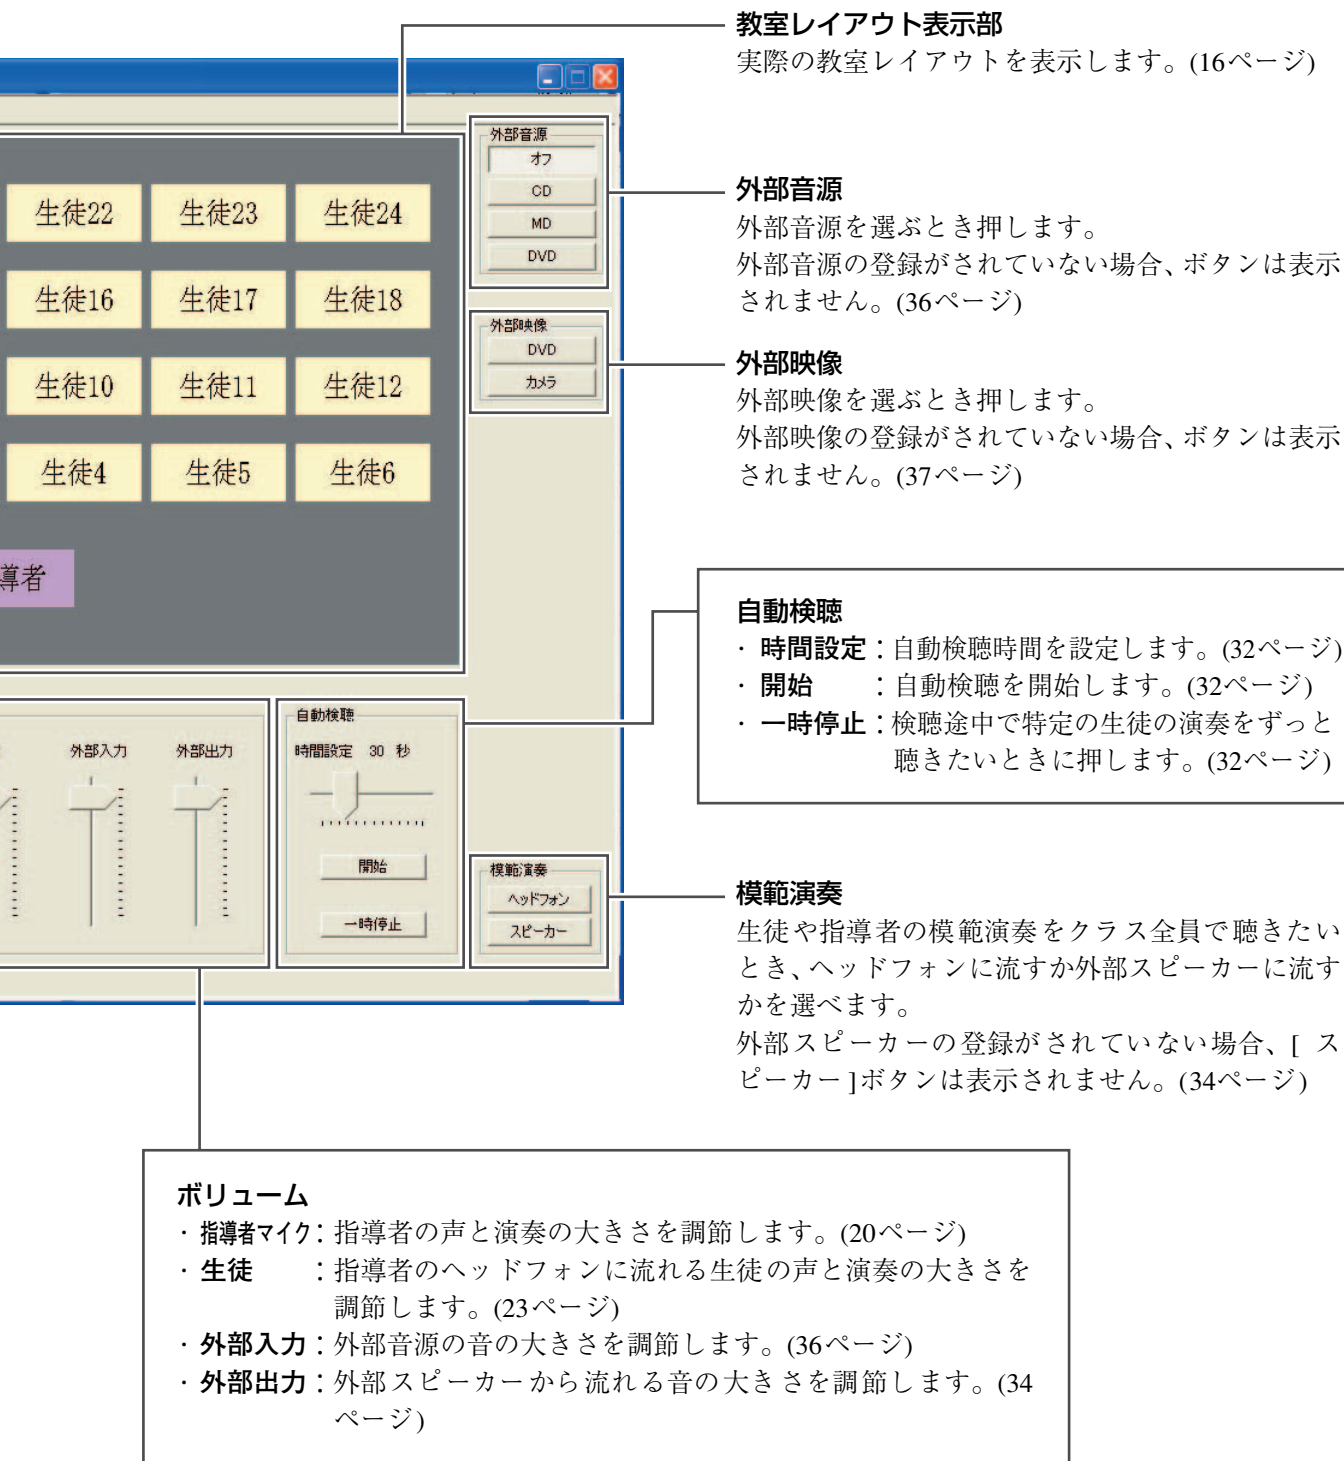 教室レイアウト表示部
実際の教室レイアウトを表示します。(16ページ)
外部音源
オフ
CD
MD
DVD
生徒22 生徒23 生徒24
生徒16 生徒17 生徒18
生徒10 生徒11 生徒12
生徒4 生徒5 生徒6
導者
外部映像
DVD
カメラ
外部音源
外部音源を選ぶとき押します。
外部音源の登録がされていない場合、ボタンは表示
されません。(36ページ)
外部映像
外部映像を選ぶとき押します。
外部映像の登録がされていない場合、ボタンは表示
されません。(37ページ)
自動検聴
・時間設定：自動検聴時間を設定します。(32ページ)
・開始　　：自動検聴を開始します。(32ページ)
・一時停止：検聴途中で特定の生徒の演奏をずっと
聴きたいときに押します。(32ページ)
外部入力 外部出力
自動検聴
時間設定 30 秒
開始
一時停止
模範演奏
ヘッドフォン
スピーカー
模範演奏
生徒や指導者の模範演奏をクラス全員で聴きたい
とき、ヘッドフォンに流すか外部スピーカーに流す
かを選べます。
外部スピーカーの登録がされていない場合、[ ス
ピーカー ]ボタンは表示されません。(34ページ)
ボリューム
・指導者マイク：指導者の声と演奏の大きさを調節します。(20ページ)
・生徒　　：指導者のヘッドフォンに流れる生徒の声と演奏の大きさを
調節します。(23ページ)
・外部入力：外部音源の音の大きさを調節します。(36ページ)
・外部出力：外部スピーカーから流れる音の大きさを調節します。(34
ページ)